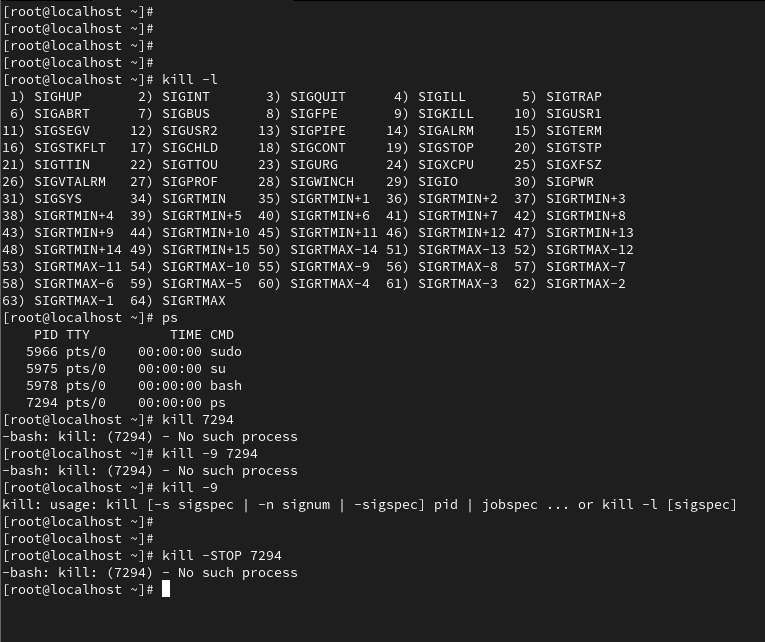 [root@localhost ~]#
[root@localhost ~]#
[root@localhost ~]#
[root@localhost ~]#
[root@localhost ~]# kill -l
 1) SIGHUP       2) SIGINT       3) SIGQUIT      4) SIGILL       5) SIGTRAP
 6) SIGABRT      7) SIGBUS       8) SIGFPE       9) SIGKILL     10) SIGUSR1
11) SIGSEGV     12) SIGUSR2     13) SIGPIPE     14) SIGALRM     15) SIGTERM
16) SIGSTKFLT   17) SIGCHLD     18) SIGCONT     19) SIGSTOP     20) SIGTSTP
21) SIGTTIN     22) SIGTTOU     23) SIGURG      24) SIGXCPU     25) SIGXFSZ
26) SIGVTALRM   27) SIGPROF     28) SIGWINCH    29) SIGIO       30) SIGPWR
31) SIGSYS      34) SIGRTMIN    35) SIGRTMIN+1  36) SIGRTMIN+2  37) SIGRTMIN+3
38) SIGRTMIN+4  39) SIGRTMIN+5  40) SIGRTMIN+6  41) SIGRTMIN+7  42) SIGRTMIN+8
43) SIGRTMIN+9  44) SIGRTMIN+10 45) SIGRTMIN+11 46) SIGRTMIN+12 47) SIGRTMIN+13
48) SIGRTMIN+14 49) SIGRTMIN+15 50) SIGRTMAX-14 51) SIGRTMAX-13 52) SIGRTMAX-12
53) SIGRTMAX-11 54) SIGRTMAX-10 55) SIGRTMAX-9  56) SIGRTMAX-8  57) SIGRTMAX-7
58) SIGRTMAX-6  59) SIGRTMAX-5  60) SIGRTMAX-4  61) SIGRTMAX-3  62) SIGRTMAX-2
63) SIGRTMAX-1  64) SIGRTMAX
[root@localhost ~]# ps
    PID TTY          TIME CMD
   5966 pts/0    00:00:00 sudo
   5975 pts/0    00:00:00 su
   5978 pts/0    00:00:00 bash
   7294 pts/0    00:00:00 ps
[root@localhost ~]# kill 7294
-bash: kill: (7294) - No such process
[root@localhost ~]# kill -9 7294
-bash: kill: (7294) - No such process
[root@localhost ~]# kill -9
kill: usage: kill [-s sigspec | -n signum | -sigspec] pid | jobspec ... or kill -l [sigspec]
[root@localhost ~]#
[root@localhost ~]#
[root@localhost ~]# kill -STOP 7294
-bash: kill: (7294) - No such process
[root@localhost ~]#